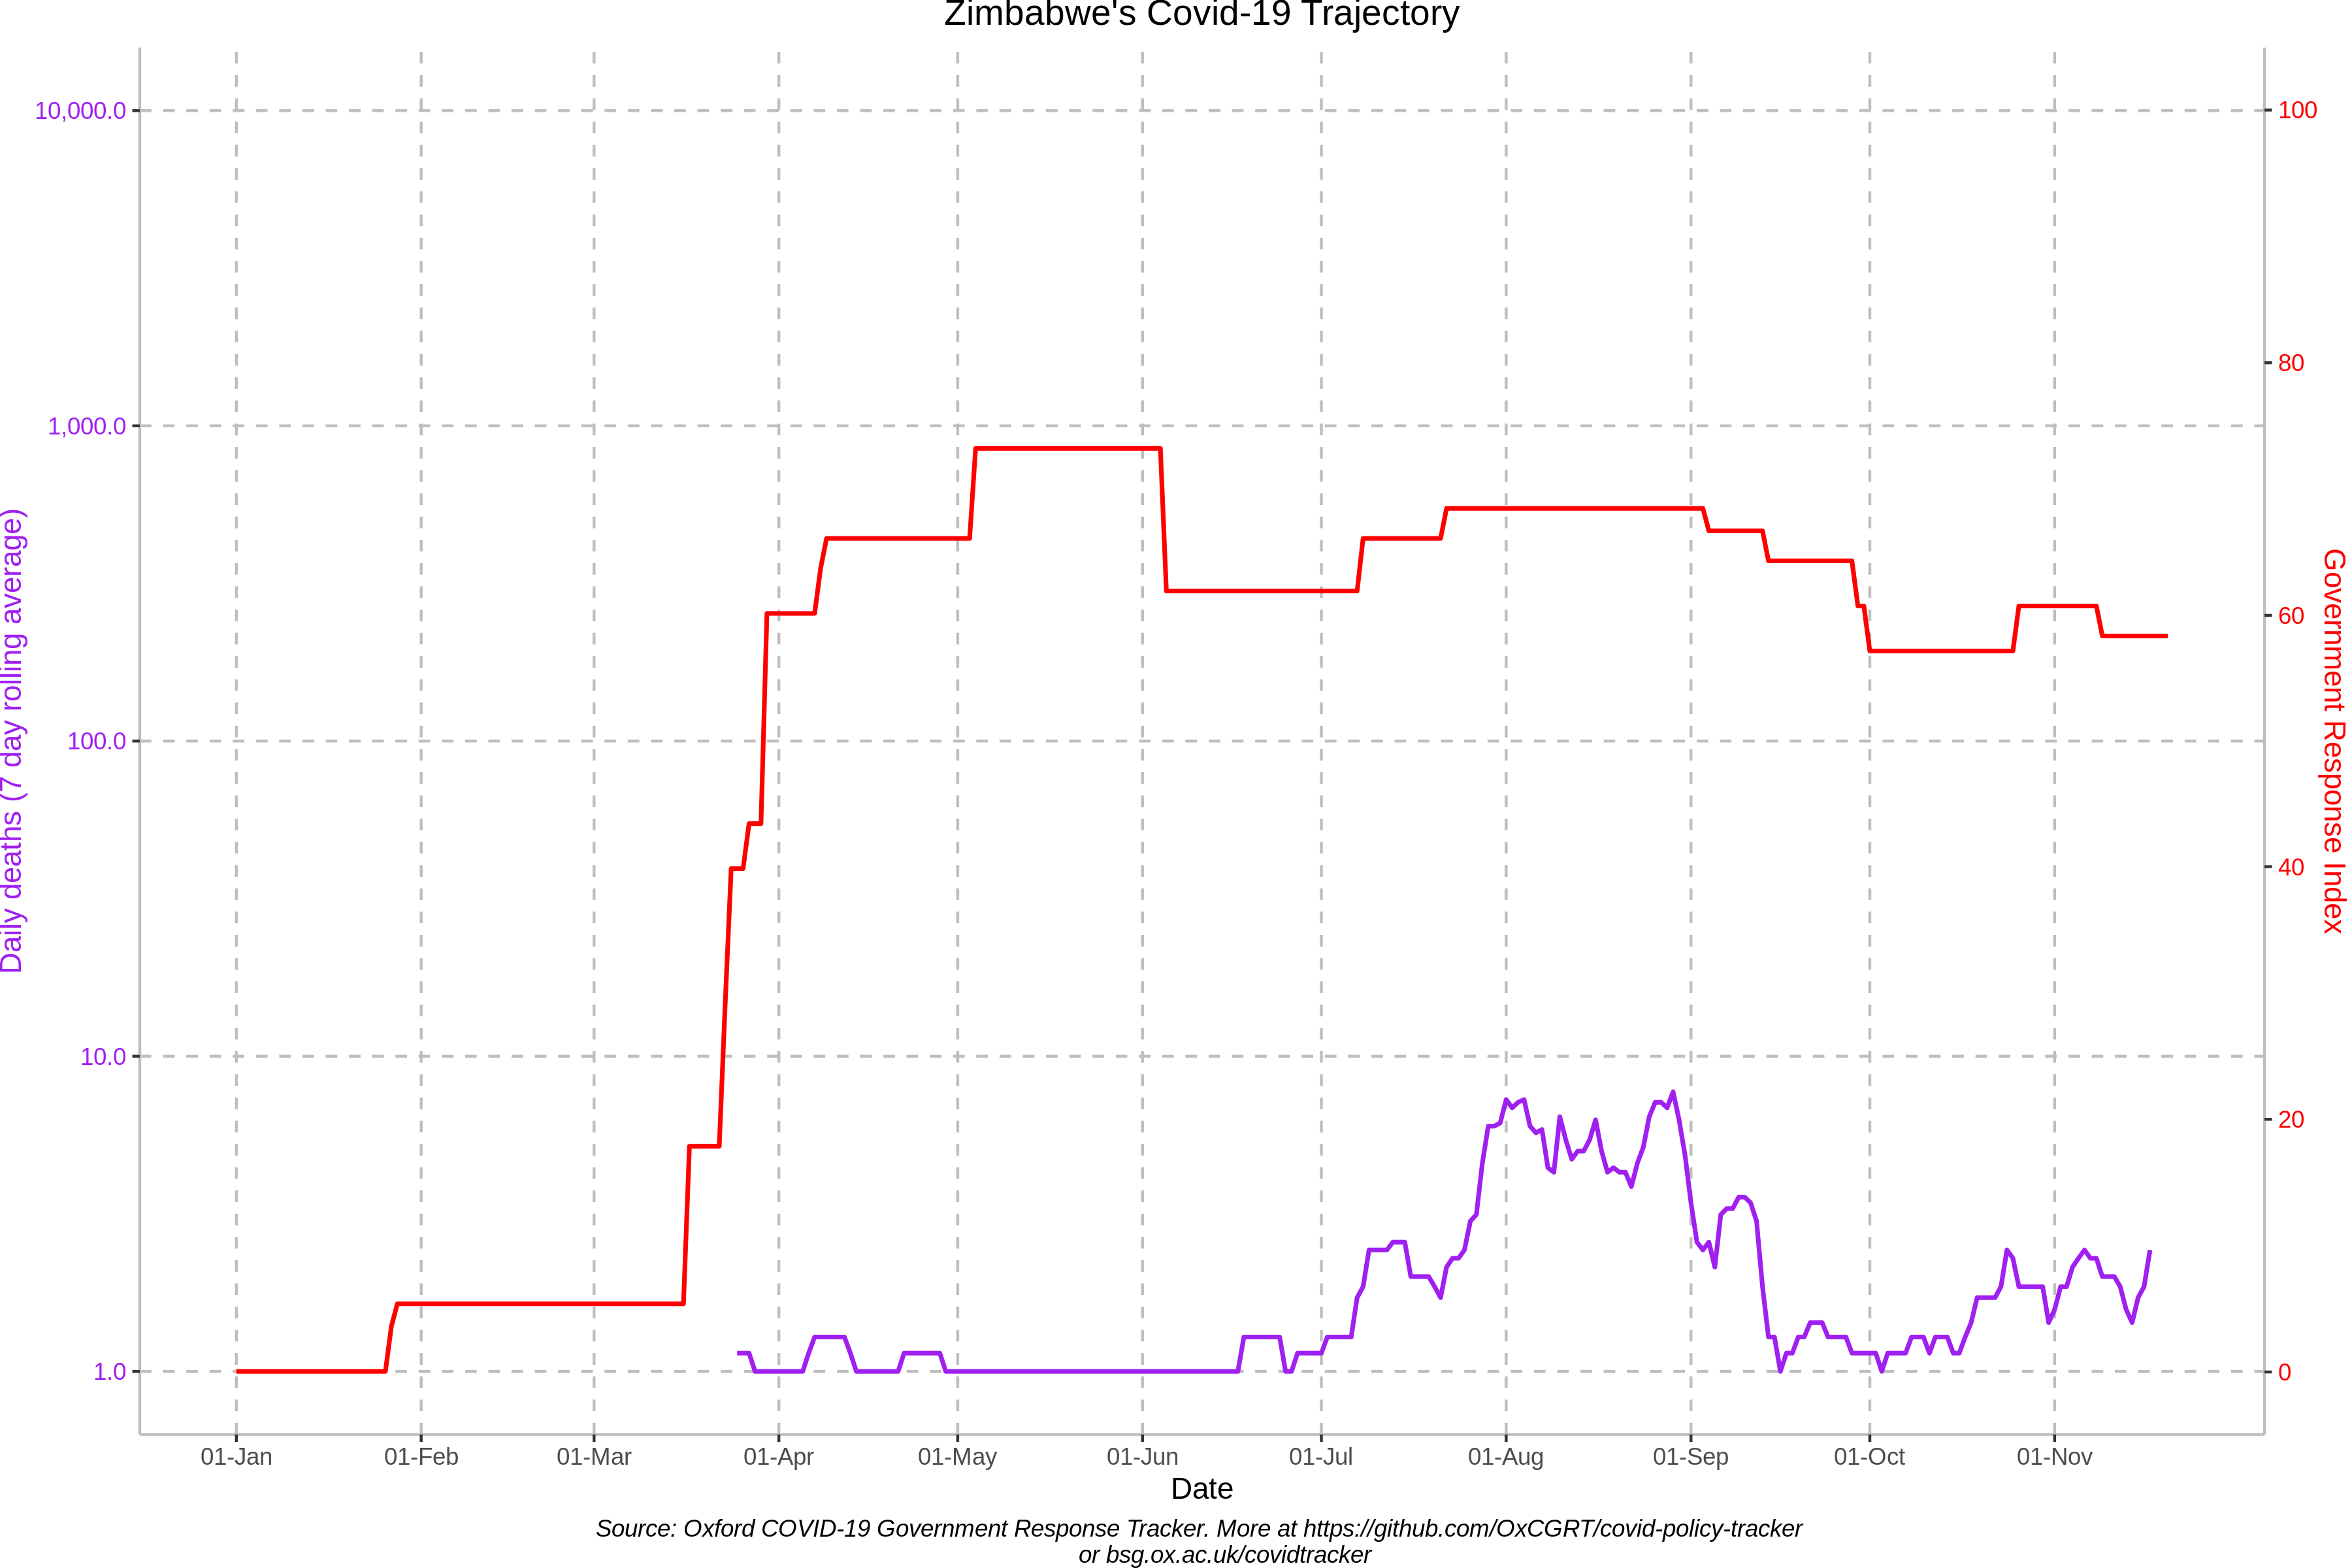 Zimbabwe's Covid-19 Trajectory
10,000.0
1,000.0
100.0
10.0
1.0
Daily deaths (7 day rolling average)
100
80
60
40
20
0
Government Response Index
01-Jan 01-Feb 01-Mar 01-Apr 01-May 01-Jun 01-Jul 01-Aug 01-Sep 01-Oct 01-Nov
Date
Source: Oxford COVID-19 Government Response Tracker. More at https://github.com/OxCGRT/covid-policy-tracker
or bsg.ox.ac.uk/covidtracker